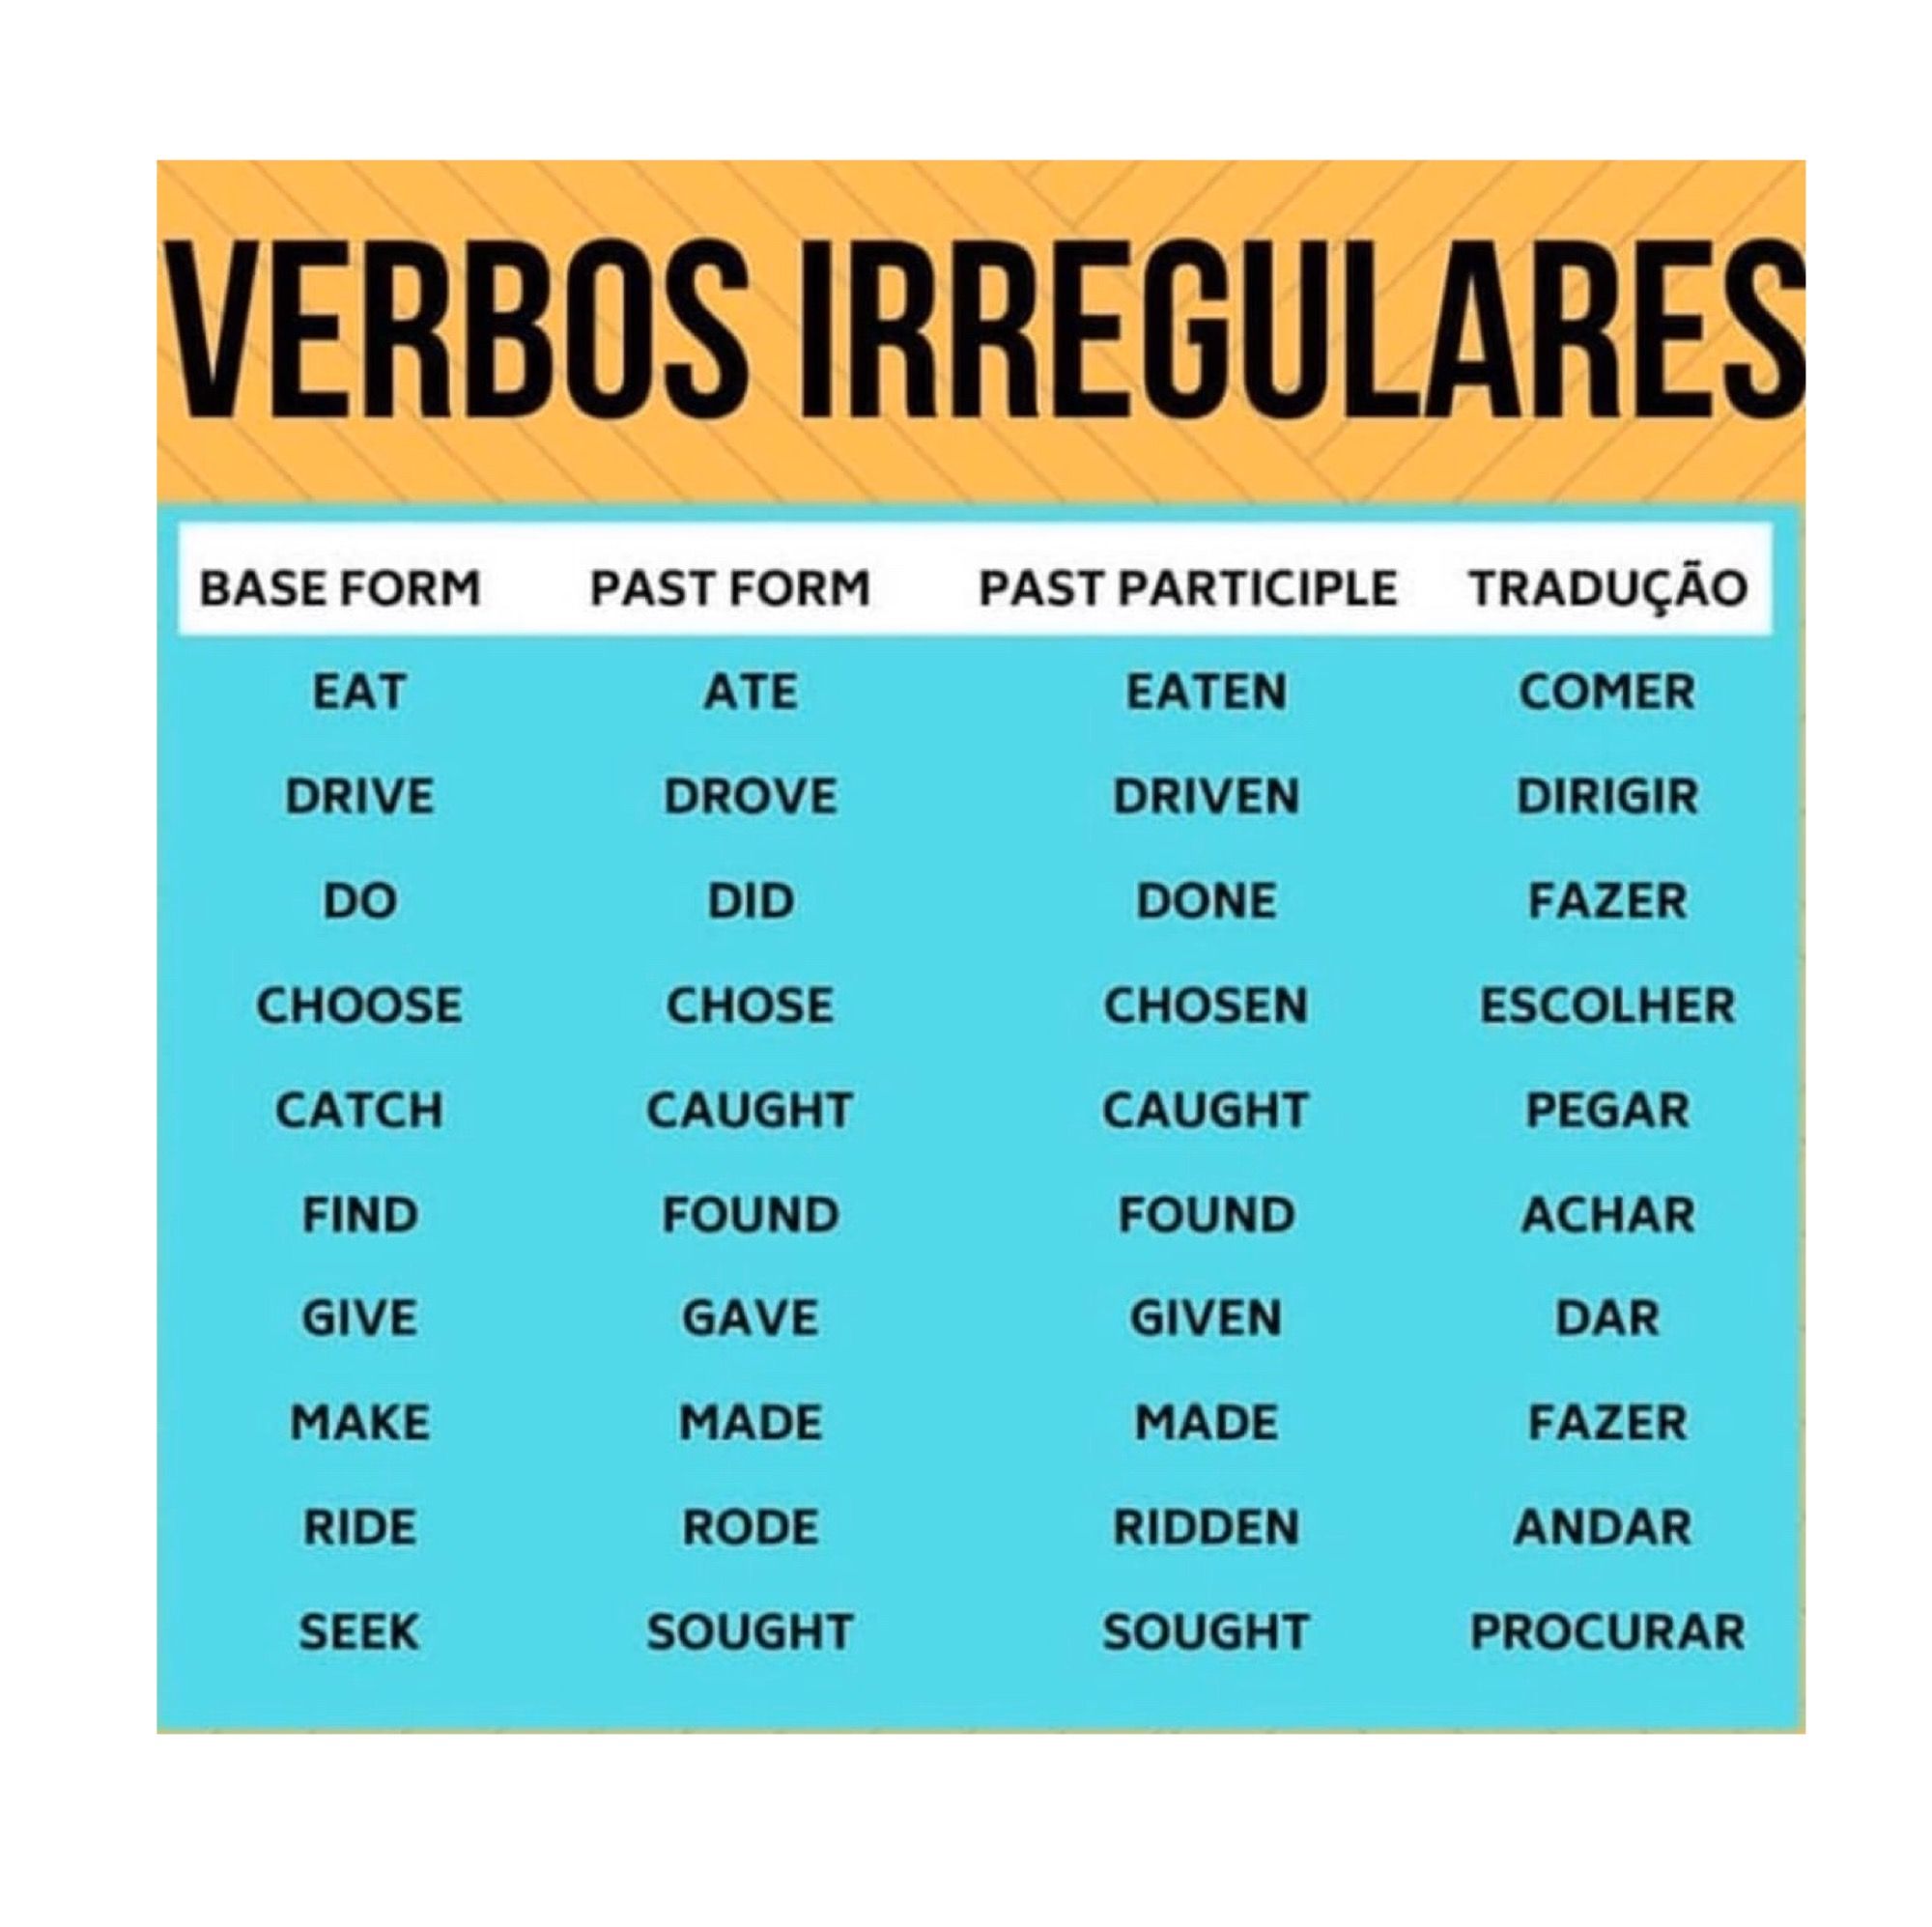 VERBOS IRREGULARES
BASE FORM PAST FORM PAST PARTICIPLE TRADUÇÃO
EAT ATE EATEN COMER
DRIVE DROVE DRIVEN DIRIGIR
DO DID DONE FAZER
CHOOSE CHOSE CHOSEN ESCOLHER
CATCH CAUGHT CAUGHT PEGAR
FIND FOUND FOUND ACHAR
GIVE GAVE GIVEN DAR
MAKE MADE MADE FAZER
RIDE RODE RIDDEN ANDAR
SEEK SOUGHT SOUGHT PROCURAR